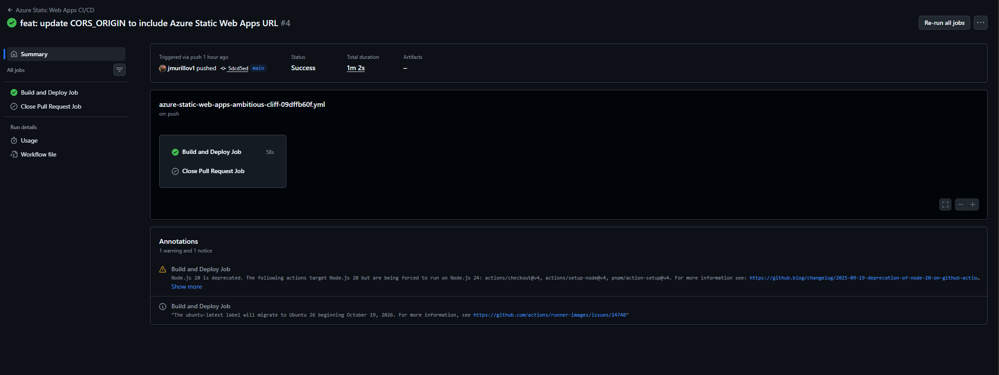 Azure Static Web Apps CI/CD
feat: update CORS_ORIGIN to include Azure Static Web Apps URL #4
Re-run all jobs
Summary
All jobs
Build and Deploy Job
Close Pull Request Job
Run details
Usage
Workflow file
Triggered via push 1 hour ago
jmurillov1 pushed 5dcd5ed main
Status
Success
Total duration
1m 2s
Artifacts
–
azure-static-web-apps-ambitious-cliff-09dffb60f.yml
on: push
Build and Deploy Job 58s
Close Pull Request Job
Annotations
1 warning and 1 notice
Build and Deploy Job
Node.js 20 is deprecated. The following actions target Node.js 20 but are being forced to run on Node.js 24: actions/checkout@v4, actions/setup-node@v4, pnpm/action-setup@v4. For more information see: https://github.blog/changelog/2025-09-19-deprecation-of-node-20-on-github-actio…
Show more
Build and Deploy Job
"The ubuntu-latest label will migrate to Ubuntu 26 beginning October 19, 2026. For more information, see https://github.com/actions/runner-images/issues/14748"